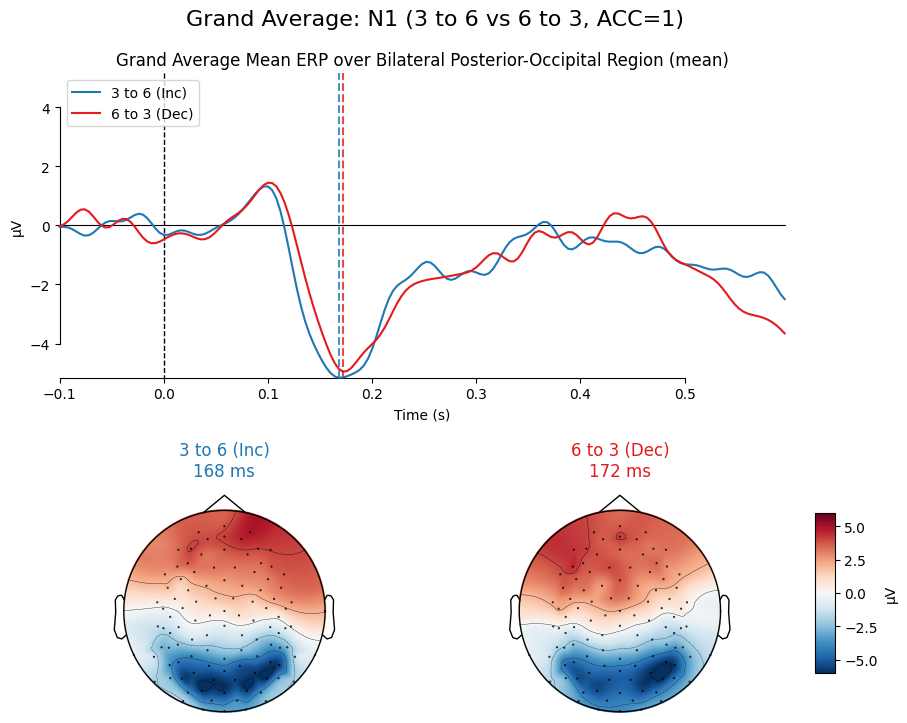 Grand Average: N1 (3 to 6 vs 6 to 3, ACC=1)
Grand Average Mean ERP over Bilateral Posterior-Occipital Region (mean)
3 to 6 (Inc)
6 to 3 (Dec)
4
2
0
−2
−4
µV
−0.1
0.0
0.1
0.2
0.3
0.4
0.5
Time (s)
3 to 6 (Inc)
168 ms
6 to 3 (Dec)
172 ms
5.0
2.5
0.0
−2.5
−5.0
µV